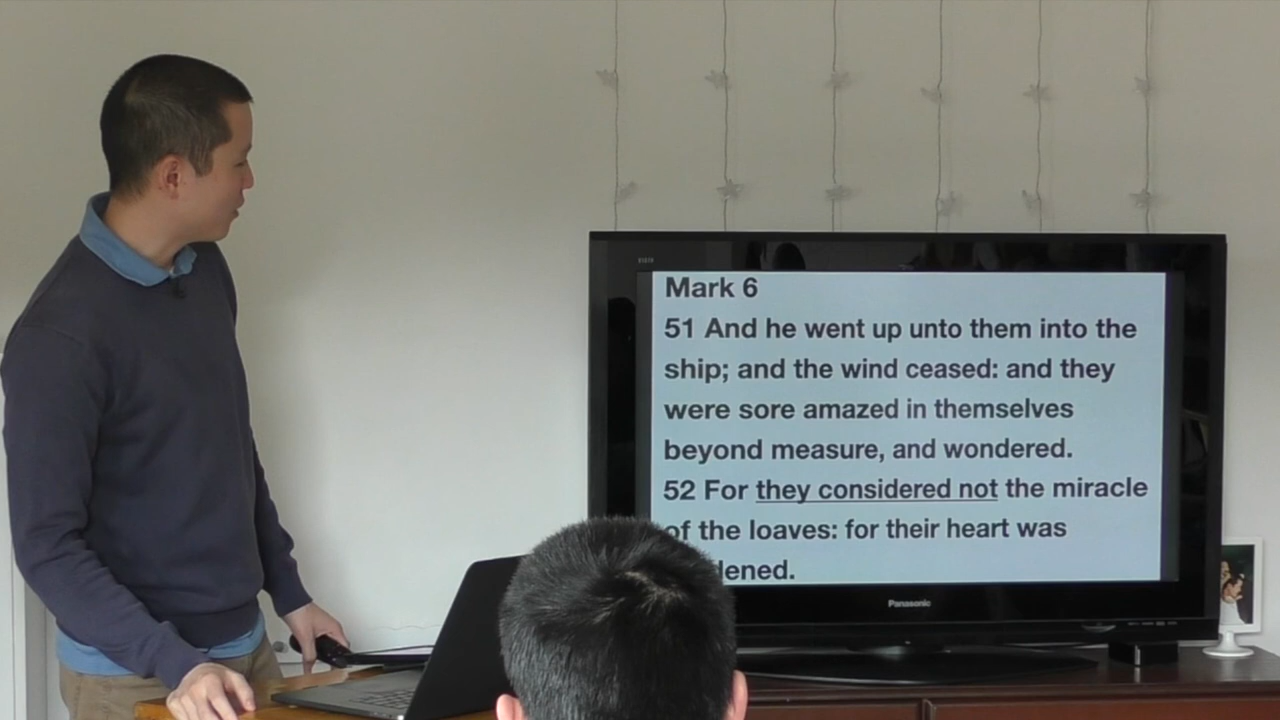 Mark 6
51 And he went up unto them into the
ship; and the wind ceased: and they
were sore amazed in themselves
beyond measure, and wondered.
52 For they considered not the miracle
of the loaves: for their heart was
dened.
Panasonic